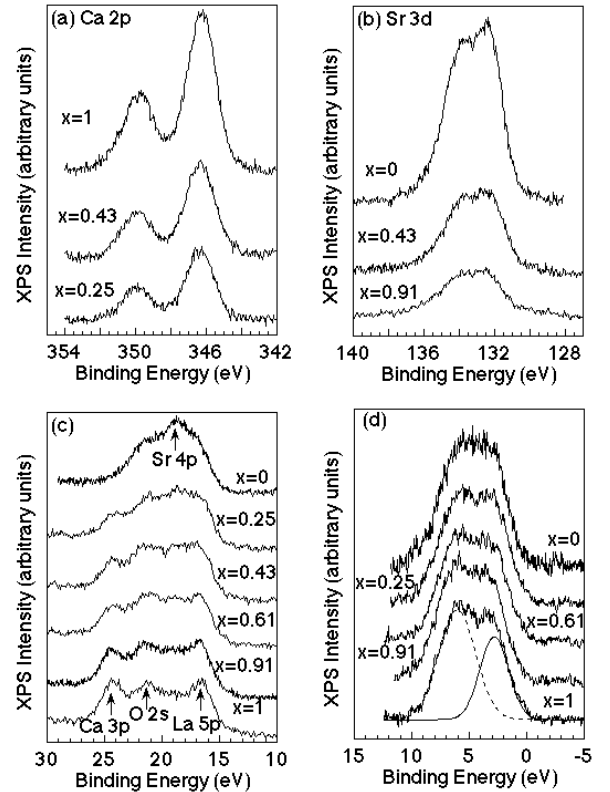 (a) Ca 2p
XPS Intensity (arbitrary units)
x=1
x=0.43
x=0.25
354 350 346 342
Binding Energy (eV)
(b) Sr 3d
XPS Intensity (arbitrary units)
x=0
x=0.43
x=0.91
140 136 132 128
Binding Energy (eV)
(c)
XPS Intensity (arbitrary units)
Sr 4p
x=0
x=0.25
x=0.43
x=0.61
x=0.91
x=1
Ca 3p O 2s La 5p
30 25 20 15 10
Binding Energy (eV)
(d)
XPS Intensity (arbitrary units)
x=0
x=0.25
x=0.61
x=0.91
x=1
15 10 5 0 -5
Binding Energy (eV)